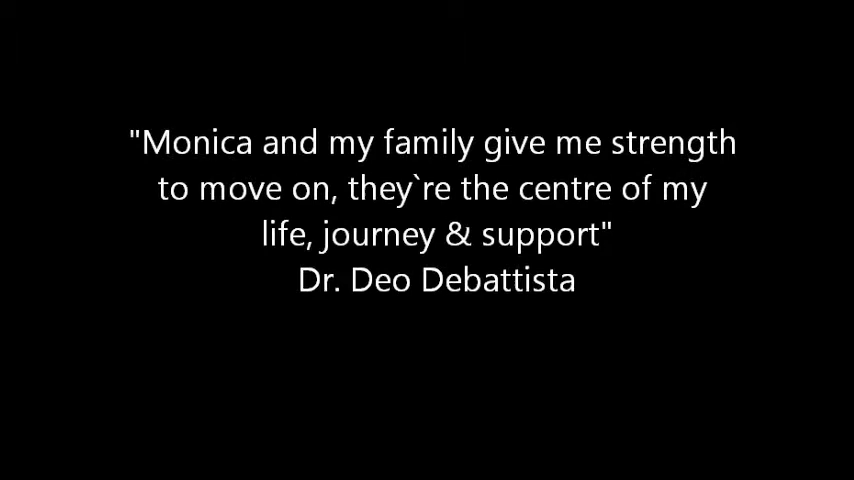 "Monica and my family give me strength
to move on, they`re the centre of my
life, journey & support"
Dr. Deo Debattista